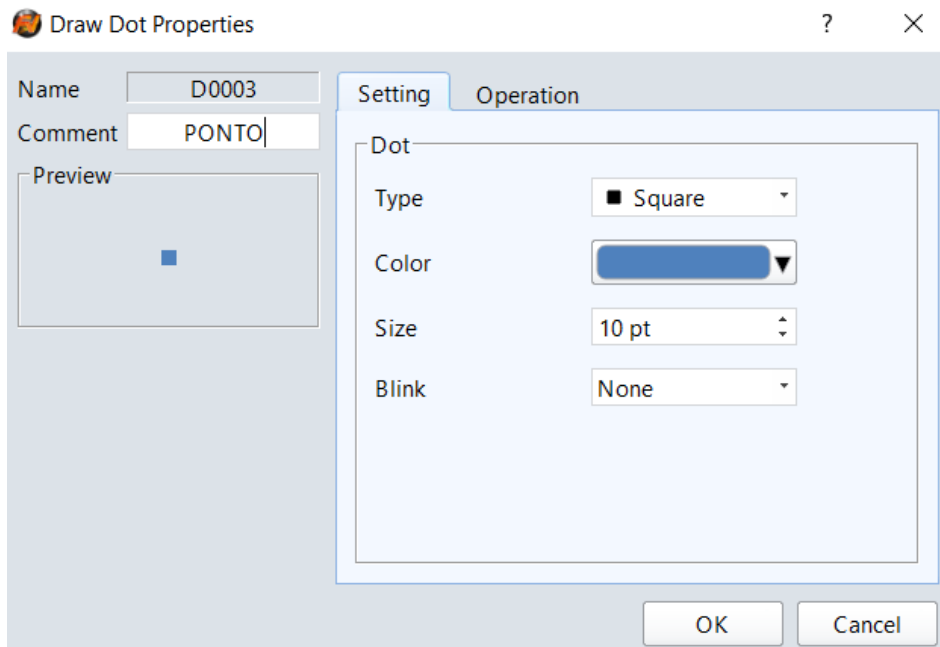 Draw Dot Properties ? ×
Name D0003
Comment PONTO
Preview
Setting Operation
Dot
Type Square
Color
Size 10 pt
Blink None
OK Cancel